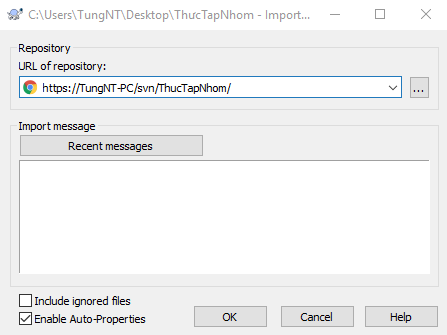 C:\Users\TungNT\Desktop\ThưcTapNhom - Import...
Repository
URL of repository:
https://TungNT-PC/svn/ThucTapNhom/
...
Import message
Recent messages
Include ignored files
Enable Auto-Properties
OK
Cancel
Help